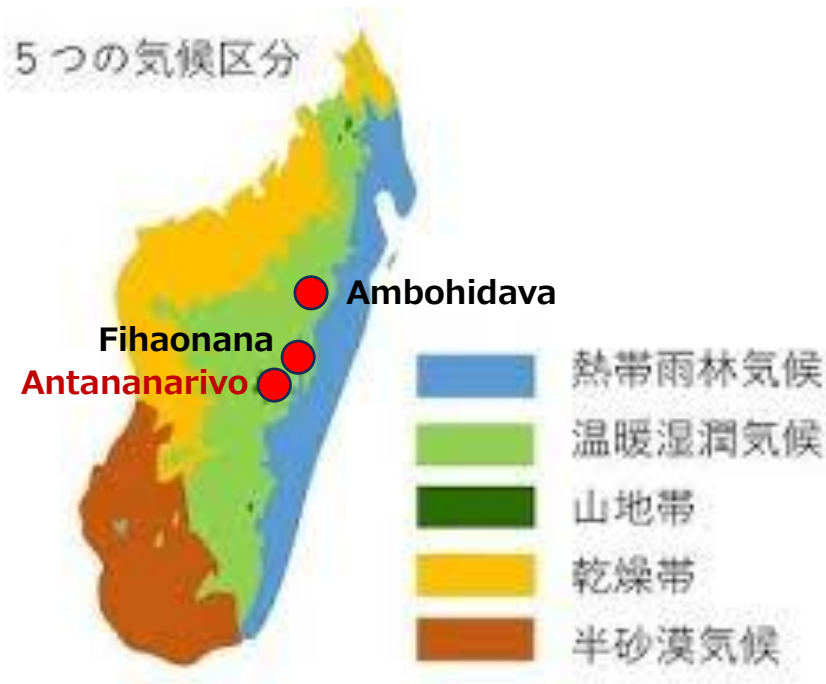 5つの気候区分
Ambohidava
Fihaonana
Antananarivo
熱帯雨林気候
温暖湿潤気候
山地帯
乾燥帯
半砂漠気候